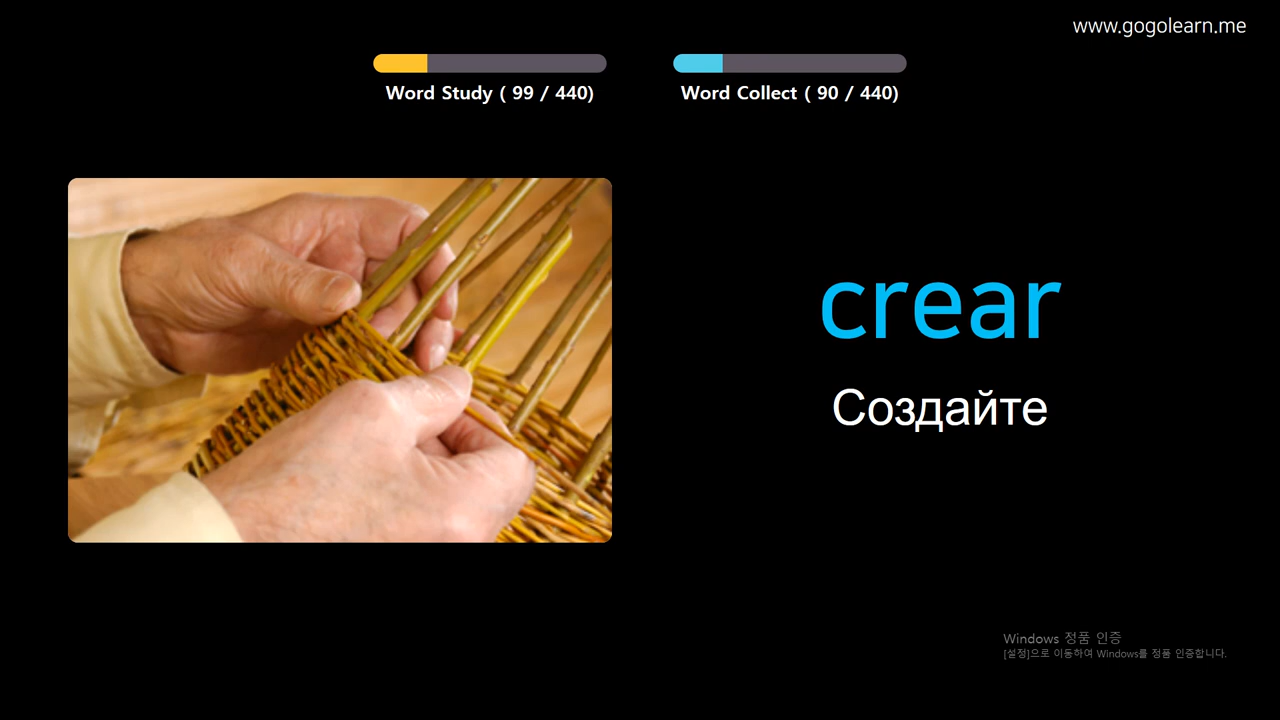 www.gogolearn.me
Word Study ( 99 / 440)
Word Collect ( 90 / 440)
crear
Создайте
Windows 정품 인증
[설정]으로 이동하여 Windows를 정품 인증합니다.